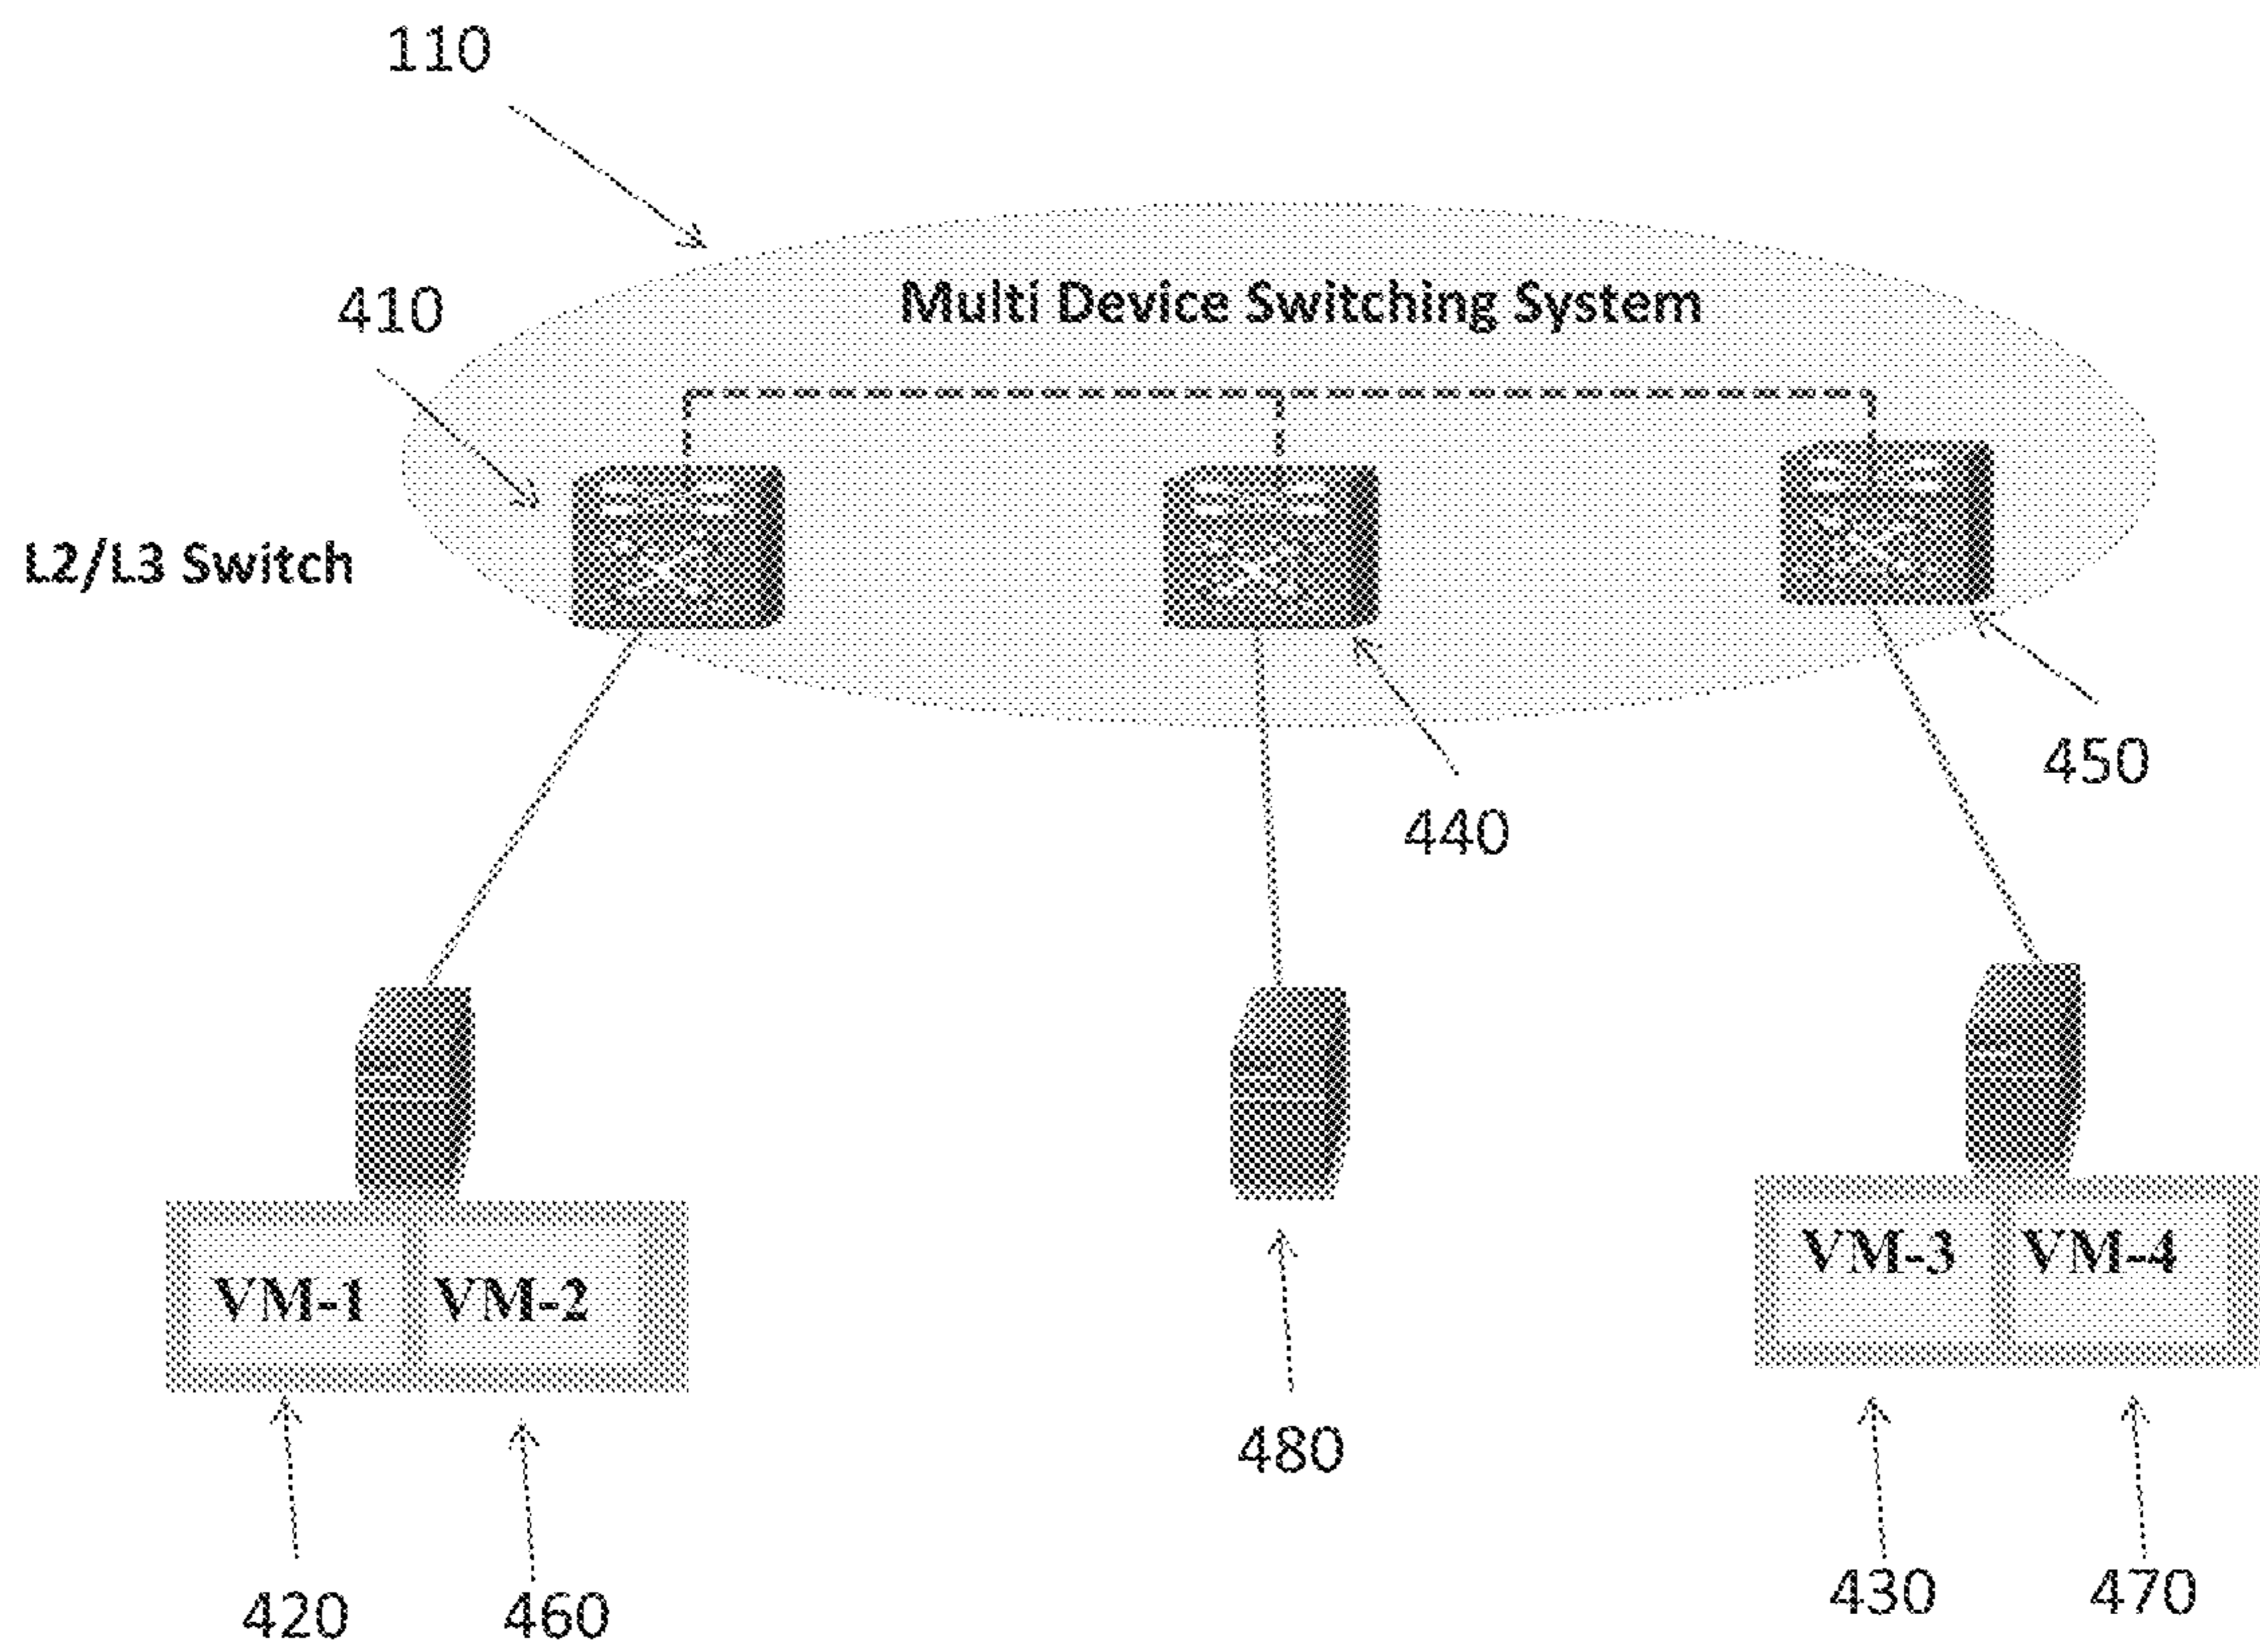 110
Multi Device Switching System
410
L2/L3 Switch
450
440
VM-3 VM-4
VM-1 VM-2
480
430
470
420
460